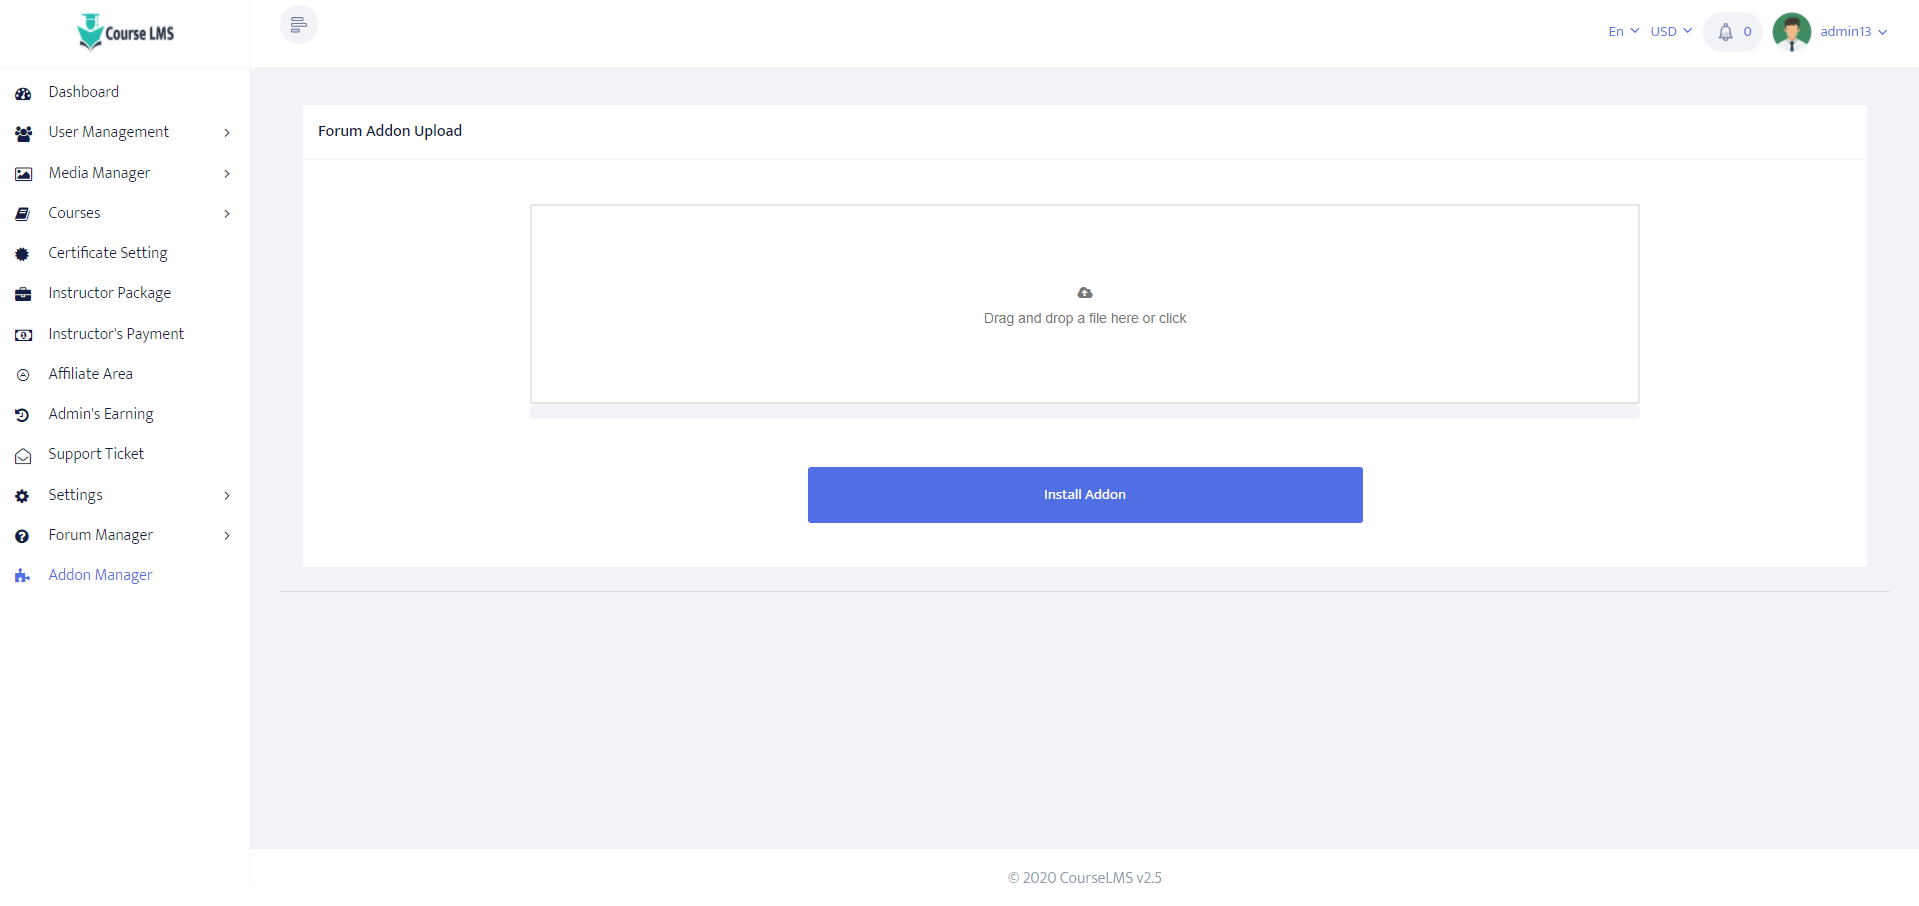 Course LMS
En
USD
0
admin13
Dashboard
User Management
Media Manager
Courses
Certificate Setting
Instructor Package
Instructor's Payment
Affiliate Area
Admin's Earning
Support Ticket
Settings
Forum Manager
Addon Manager
Forum Addon Upload
Drag and drop a file here or click
Install Addon
© 2020 CourseLMS v2.5